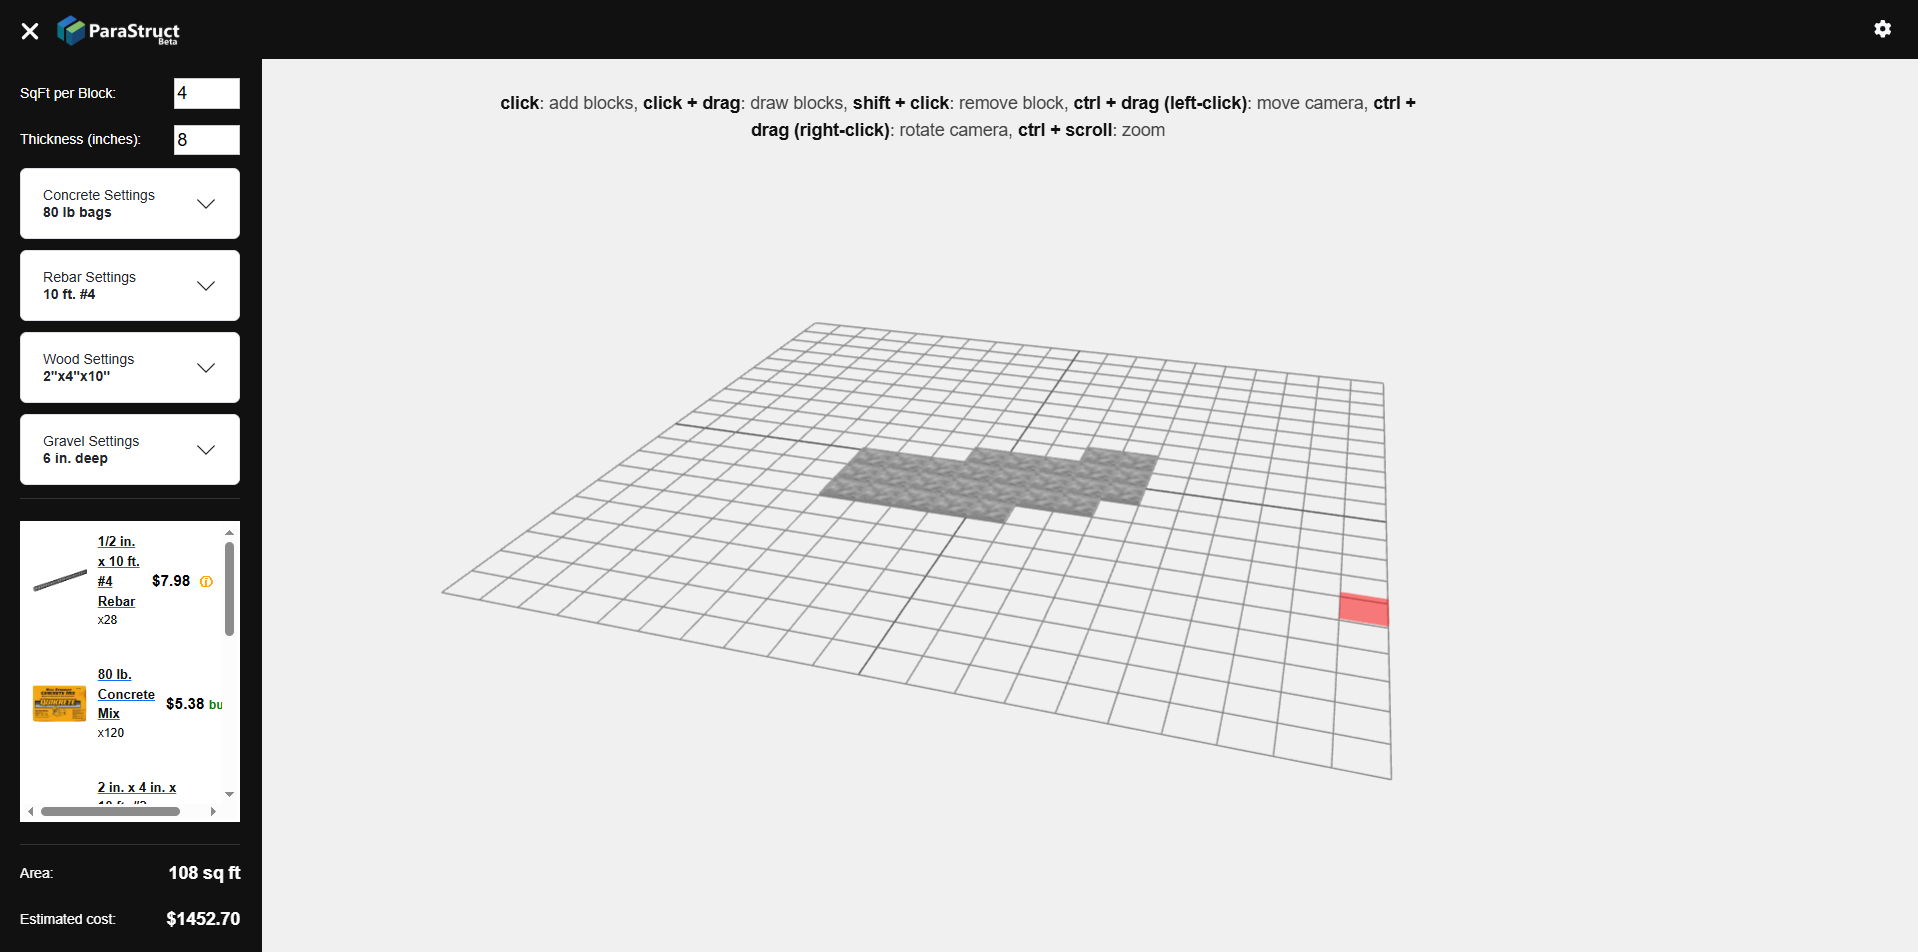 ParaStruct
Beta
SqFt per Block: 4
Thickness (inches): 8
Concrete Settings
80 lb bags
Rebar Settings
10 ft. #4
Wood Settings
2"x4"x10"
Gravel Settings
6 in. deep
1/2 in.
x 10 ft.
#4
Rebar
x28
$7.98
80 lb.
Concrete
Mix
x120
$5.38 bu
QUIKRETE
2 in. x 4 in. x
Area: 108 sq ft
Estimated cost: $1452.70
click: add blocks, click + drag: draw blocks, shift + click: remove block, ctrl + drag (left-click): move camera, ctrl +
drag (right-click): rotate camera, ctrl + scroll: zoom